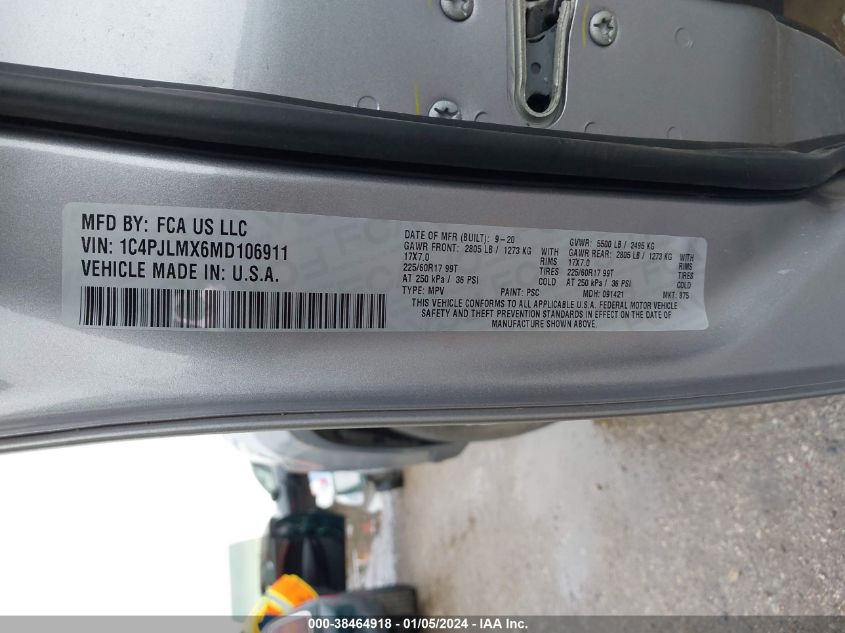 MFD BY: FCA US LLC
VIN: 1C4PJLMX6MD106911
VEHICLE MADE IN: U.S.A.
DATE OF MFR (BUILT): 9-20
GVWR: 5500 LB / 2495 KG
GAWR FRONT: 2805 LB / 1273 KG WITH
GAWR REAR: 2805 LB / 1273 KG WITH
17X7.0 RIMS
17X7.0 RIMS
225/60R17 99T TIRES
225/60R17 99T TIRES
AT 250 kPa / 36 PSI COLD
AT 250 kPa / 36 PSI COLD
TYPE: MPV PAINT: PSC MDH: 091421 MKT: 875
THIS VEHICLE CONFORMS TO ALL APPLICABLE U.S.A. FEDERAL MOTOR VEHICLE
SAFETY AND THEFT PREVENTION STANDARDS IN EFFECT ON THE DATE OF
MANUFACTURE SHOWN ABOVE.
000-38464918 - 01/05/2024 - IAA Inc.